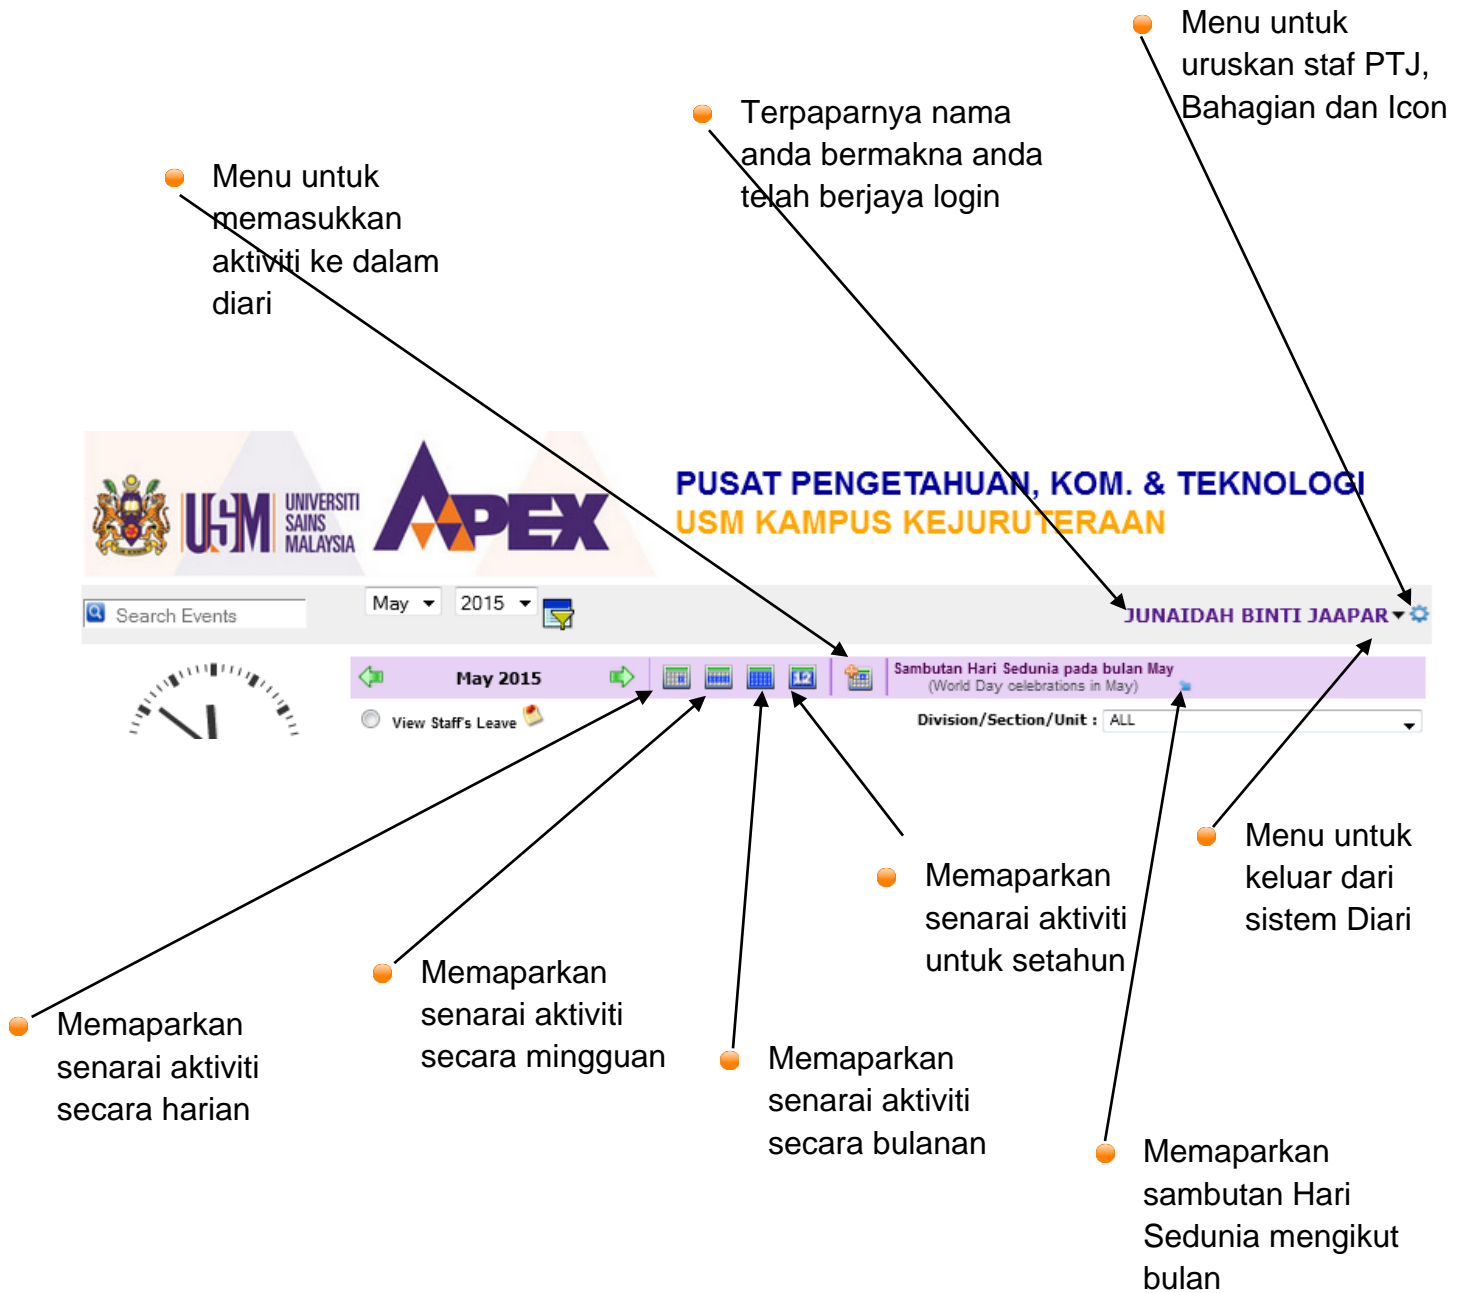 Menu untuk
uruskan staf PTJ,
Bahagian dan Icon
Terpaparnya nama
anda bermakna anda
telah berjaya login
Menu untuk
memasukkan
aktiviti ke dalam
diari
USM
UNIVERSITI
SAINS
MALAYSIA
APEX
PUSAT PENGETAHUAN, KOM. & TEKNOLOGI
USM KAMPUS KEJURUTERAAN
Search Events
May
2015
JUNAIDAH BINTI JAAPAR
May 2015
12
Sambutan Hari Sedunia pada bulan May
(World Day celebrations in May)
View Staff's Leave
Division/Section/Unit : ALL
Menu untuk
keluar dari
sistem Diari
Memaparkan
senarai aktiviti
untuk setahun
Memaparkan
senarai aktiviti
secara mingguan
Memaparkan
senarai aktiviti
secara harian
Memaparkan
senarai aktiviti
secara bulanan
Memaparkan
sambutan Hari
Sedunia mengikut
bulan